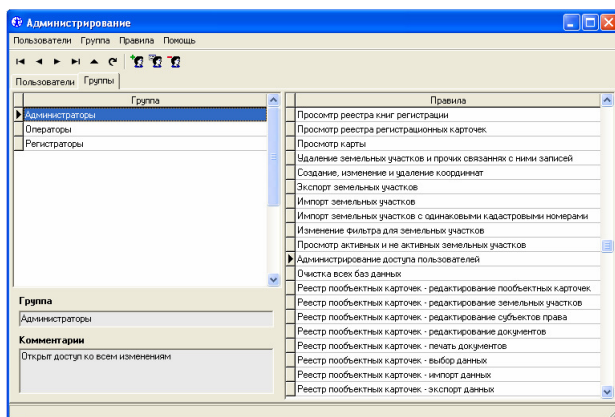 Администрирование
Пользователи Группа Правила Помощь
Пользователи Группы
Группа
Администраторы
Операторы
Регистраторы
Группа
Администраторы
Комментарии
Открыт доступ ко всем изменениям
Правила
Просомтр реестра книг регистрации
Просмотр реестра регистрационных карточек
Просмотр карты
Удаление земельных участков и прочих связаннях с ними записей
Создание, изменение и удаление координнат
Экспорт земельных участков
Импорт земельных участков
Импорт земельных участков с одинаковыми кадастровыми номерами
Изменение фильтра для земельных участков
Просмотр активных и не активных земельных участков
Администрирование доступа пользователей
Очистка всех баз данных
Реестр пообъектных карточек - редактирование пообъектных карточек
Реестр пообъектных карточек - редактирование земельных участков
Реестр пообъектных карточек - редактирование субъектов права
Реестр пообъектных карточек - редактирование документов
Реестр пообъектных карточек - печать документов
Реестр пообъектных карточек - выбор данных
Реестр пообъектных карточек - импорт данных
Реестр пообъектных карточек - экспорт данных